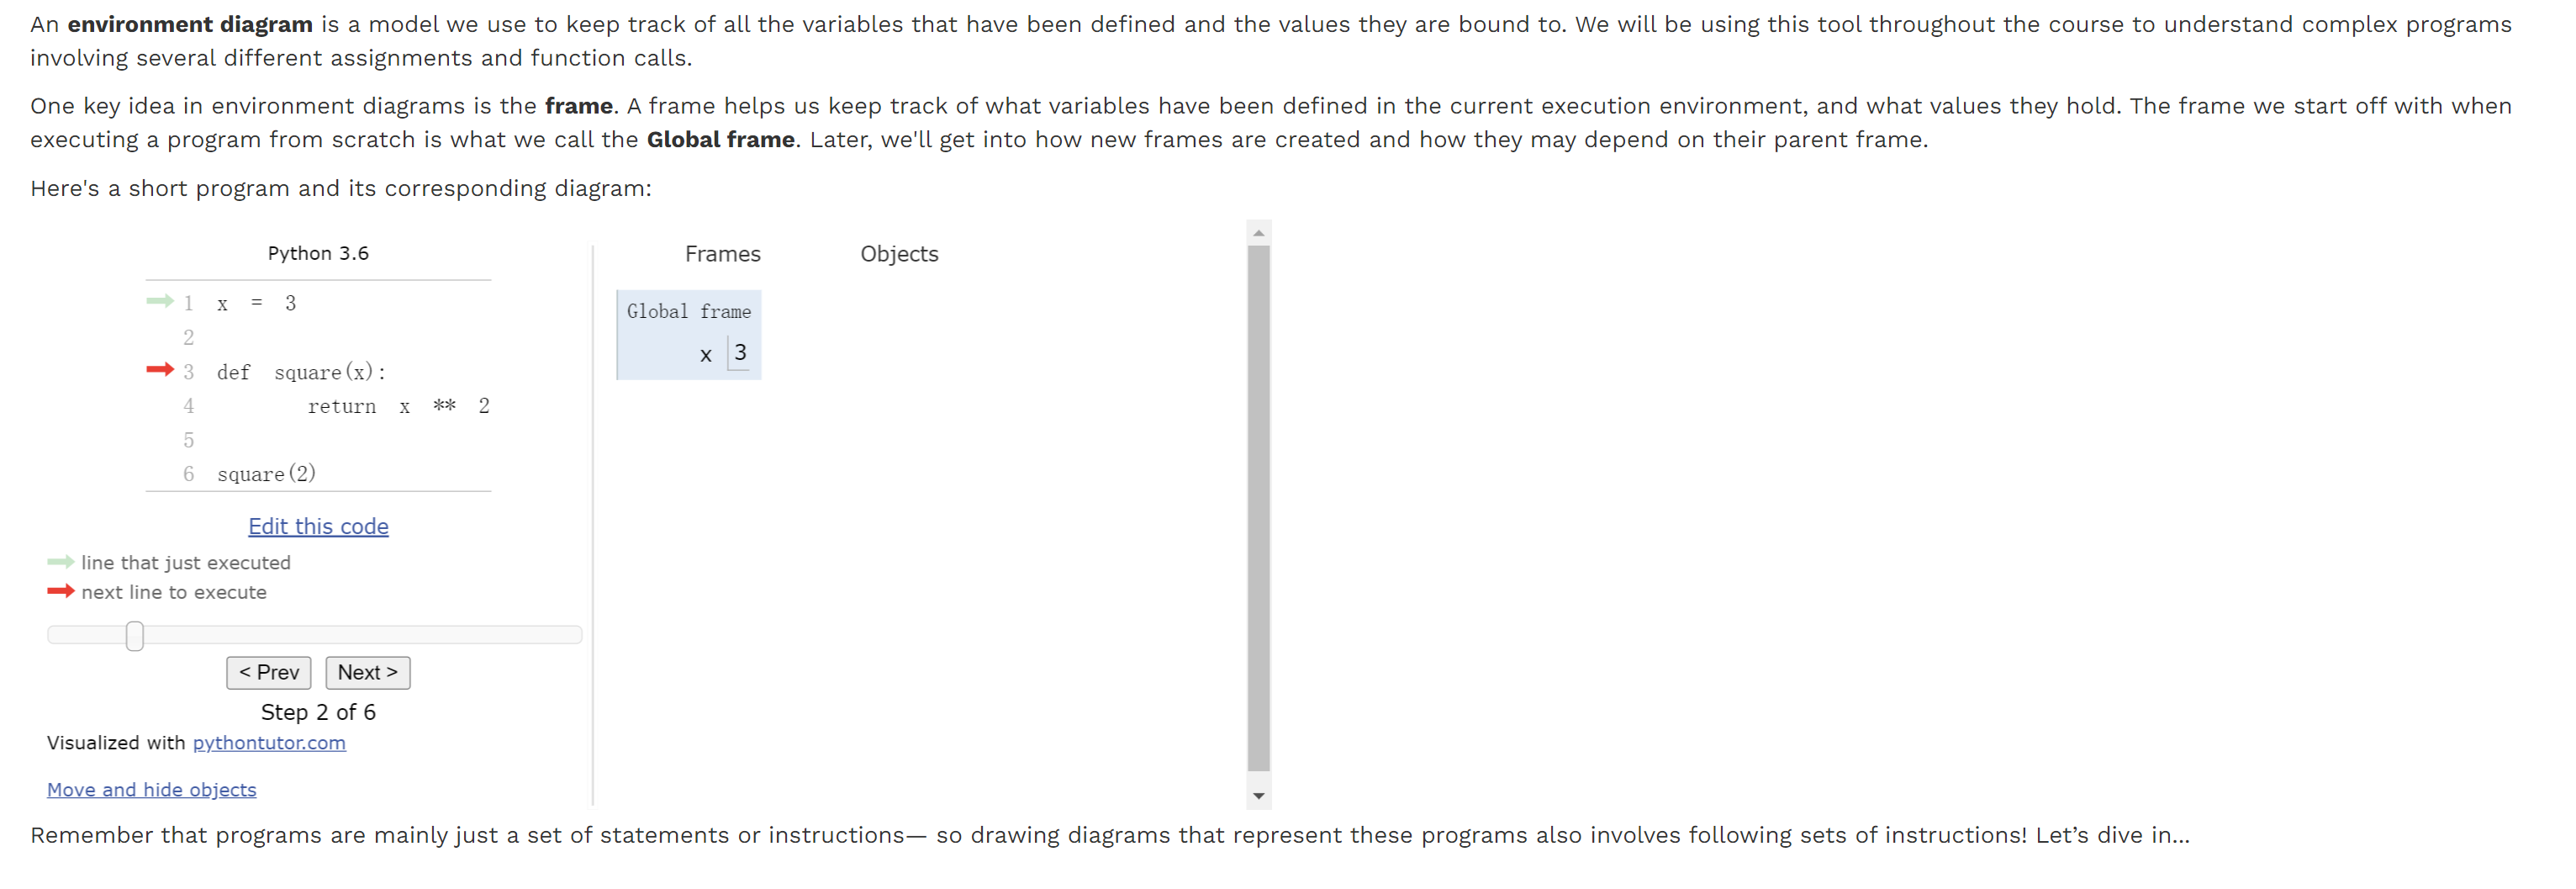 An environment diagram is a model we use to keep track of all the variables that have been defined and the values they are bound to. We will be using this tool throughout the course to understand complex programs
involving several different assignments and function calls.
One key idea in environment diagrams is the frame. A frame helps us keep track of what variables have been defined in the current execution environment, and what values they hold. The frame we start off with when
executing a program from scratch is what we call the Global frame. Later, we'll get into how new frames are created and how they may depend on their parent frame.
Here's a short program and its corresponding diagram:
Python 3.6
1 x = 3
2
3 def square(x):
4 return x ** 2
5
6 square(2)
Edit this code
line that just executed
next line to execute
< Prev Next >
Step 2 of 6
Visualized with pythontutor.com
Move and hide objects
Frames Objects
Global frame
x 3
Remember that programs are mainly just a set of statements or instructions— so drawing diagrams that represent these programs also involves following sets of instructions! Let’s dive in...